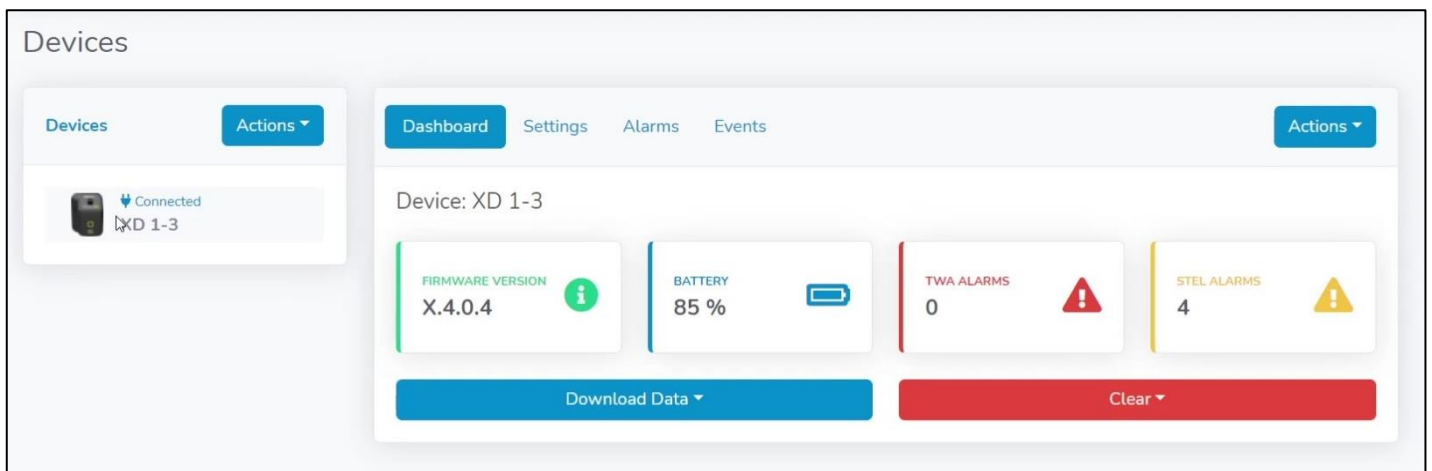 Devices
Devices
Actions
Connected
XD 1-3
Dashboard Settings Alarms Events Actions
Device: XD 1-3
FIRMWARE VERSION
X.4.0.4
BATTERY
85 %
TWA ALARMS
0
STEL ALARMS
4
Download Data
Clear